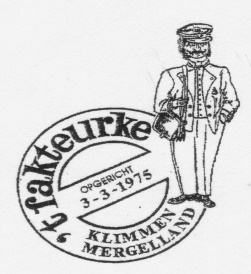 't fakteurke
OPGERICHT
3-3-1975
KLIMMEN
MERGELLAND